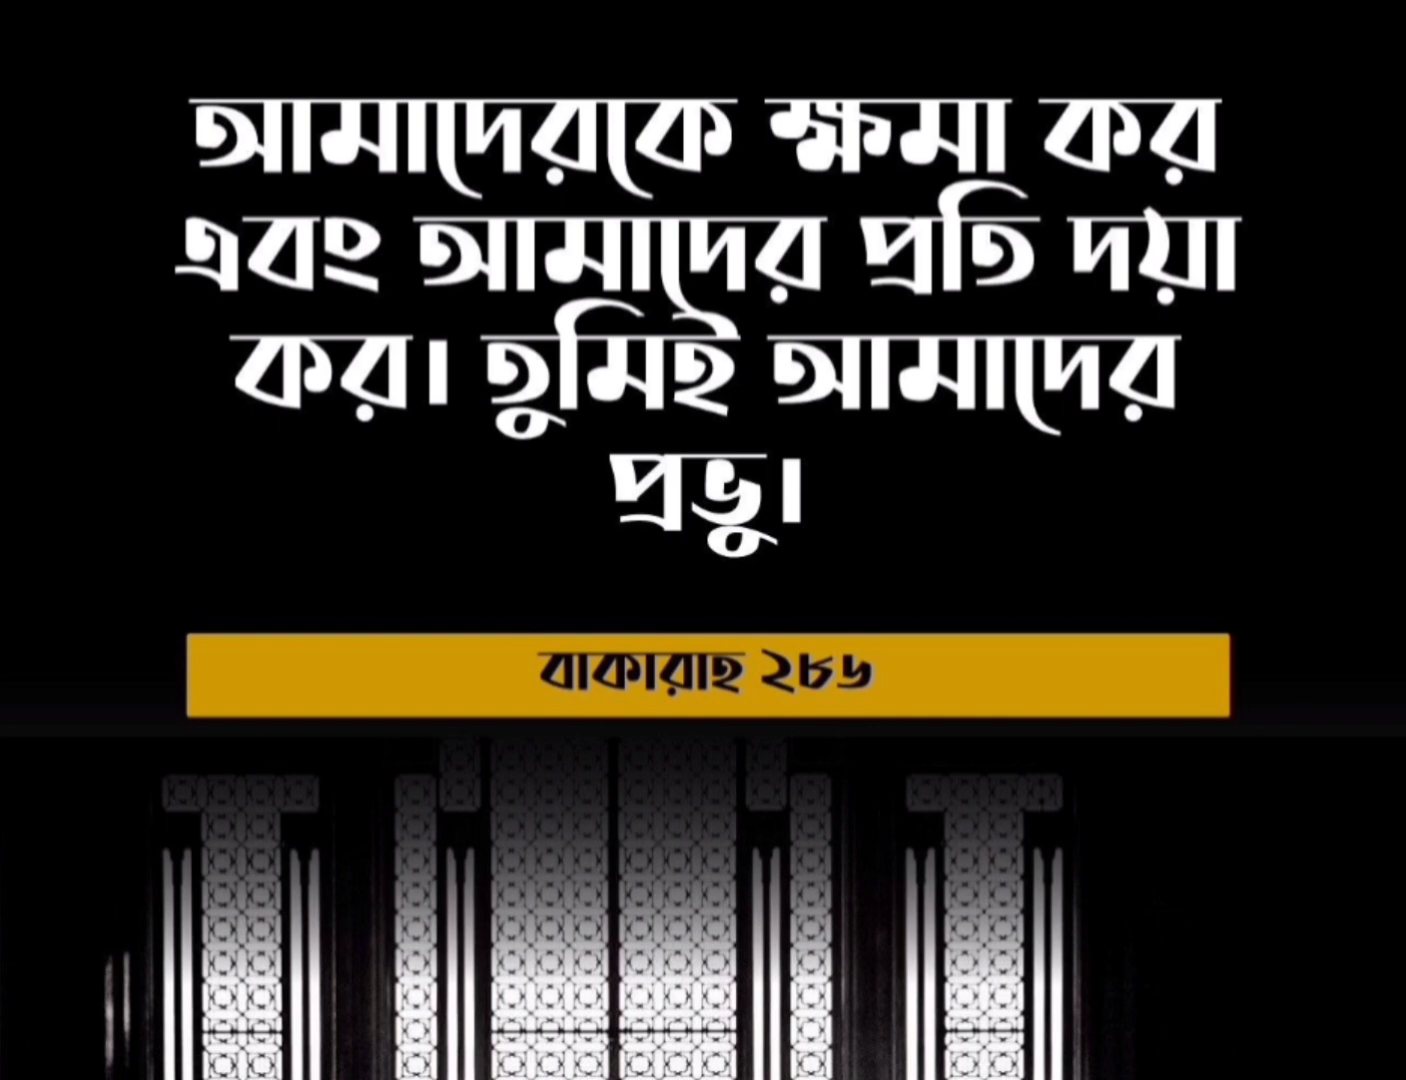 আমাদেরকে ক্ষমা কর
এবং আমাদের প্রতি দয়া
কর। তুমিই আমাদের
প্রভু।
বাকারাহ ২৮৬